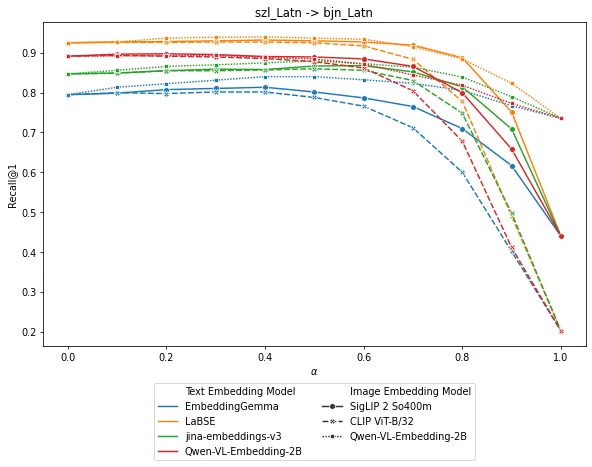 szl_Latn -> bjn_Latn
Recall@1
0.9
0.8
0.7
0.6
0.5
0.4
0.3
0.2
0.0 0.2 0.4 0.6 0.8 1.0
α
Text Embedding Model Image Embedding Model
EmbeddingGemma SigLIP 2 So400m
LaBSE CLIP ViT-B/32
jina-embeddings-v3 Qwen-VL-Embedding-2B
Qwen-VL-Embedding-2B